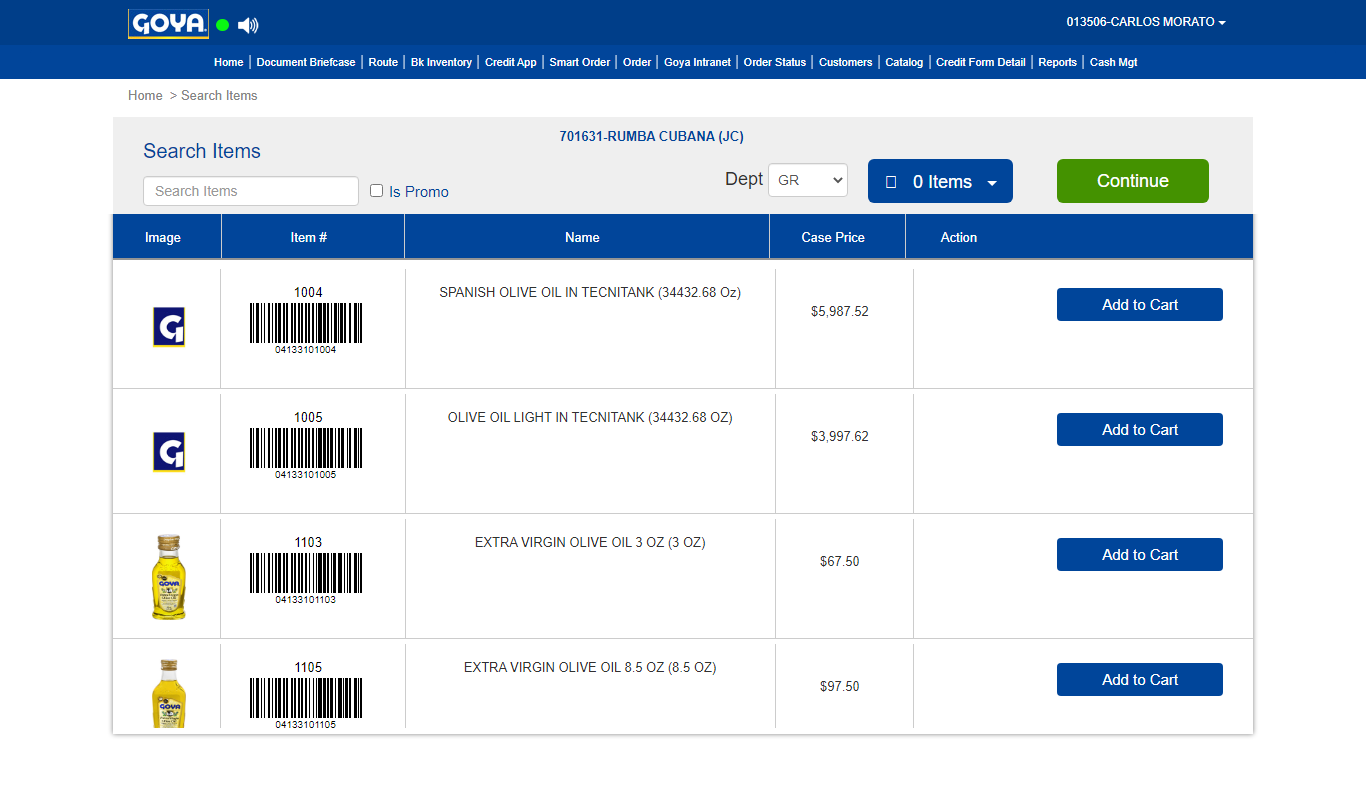 GOYA
013506-CARLOS MORATO
Home | Document Briefcase | Route | Bk Inventory | Credit App | Smart Order | Order | Goya Intranet | Order Status | Customers | Catalog | Credit Form Detail | Reports | Cash Mgt
Home > Search Items
701631-RUMBA CUBANA (JC)
Search Items
Search Items
Is Promo
Dept GR
0 Items
Continue
Image Item # Name Case Price Action
1004 SPANISH OLIVE OIL IN TECNITANK (34432.68 Oz)
$5,987.52 Add to Cart
G
04133101004
1005 OLIVE OIL LIGHT IN TECNITANK (34432.68 OZ)
$3,997.62 Add to Cart
G
04133101005
1103 EXTRA VIRGIN OLIVE OIL 3 OZ (3 OZ)
$67.50 Add to Cart
GOYA
04133101103
1105 EXTRA VIRGIN OLIVE OIL 8.5 OZ (8.5 OZ)
$97.50 Add to Cart
GOYA
04133101105